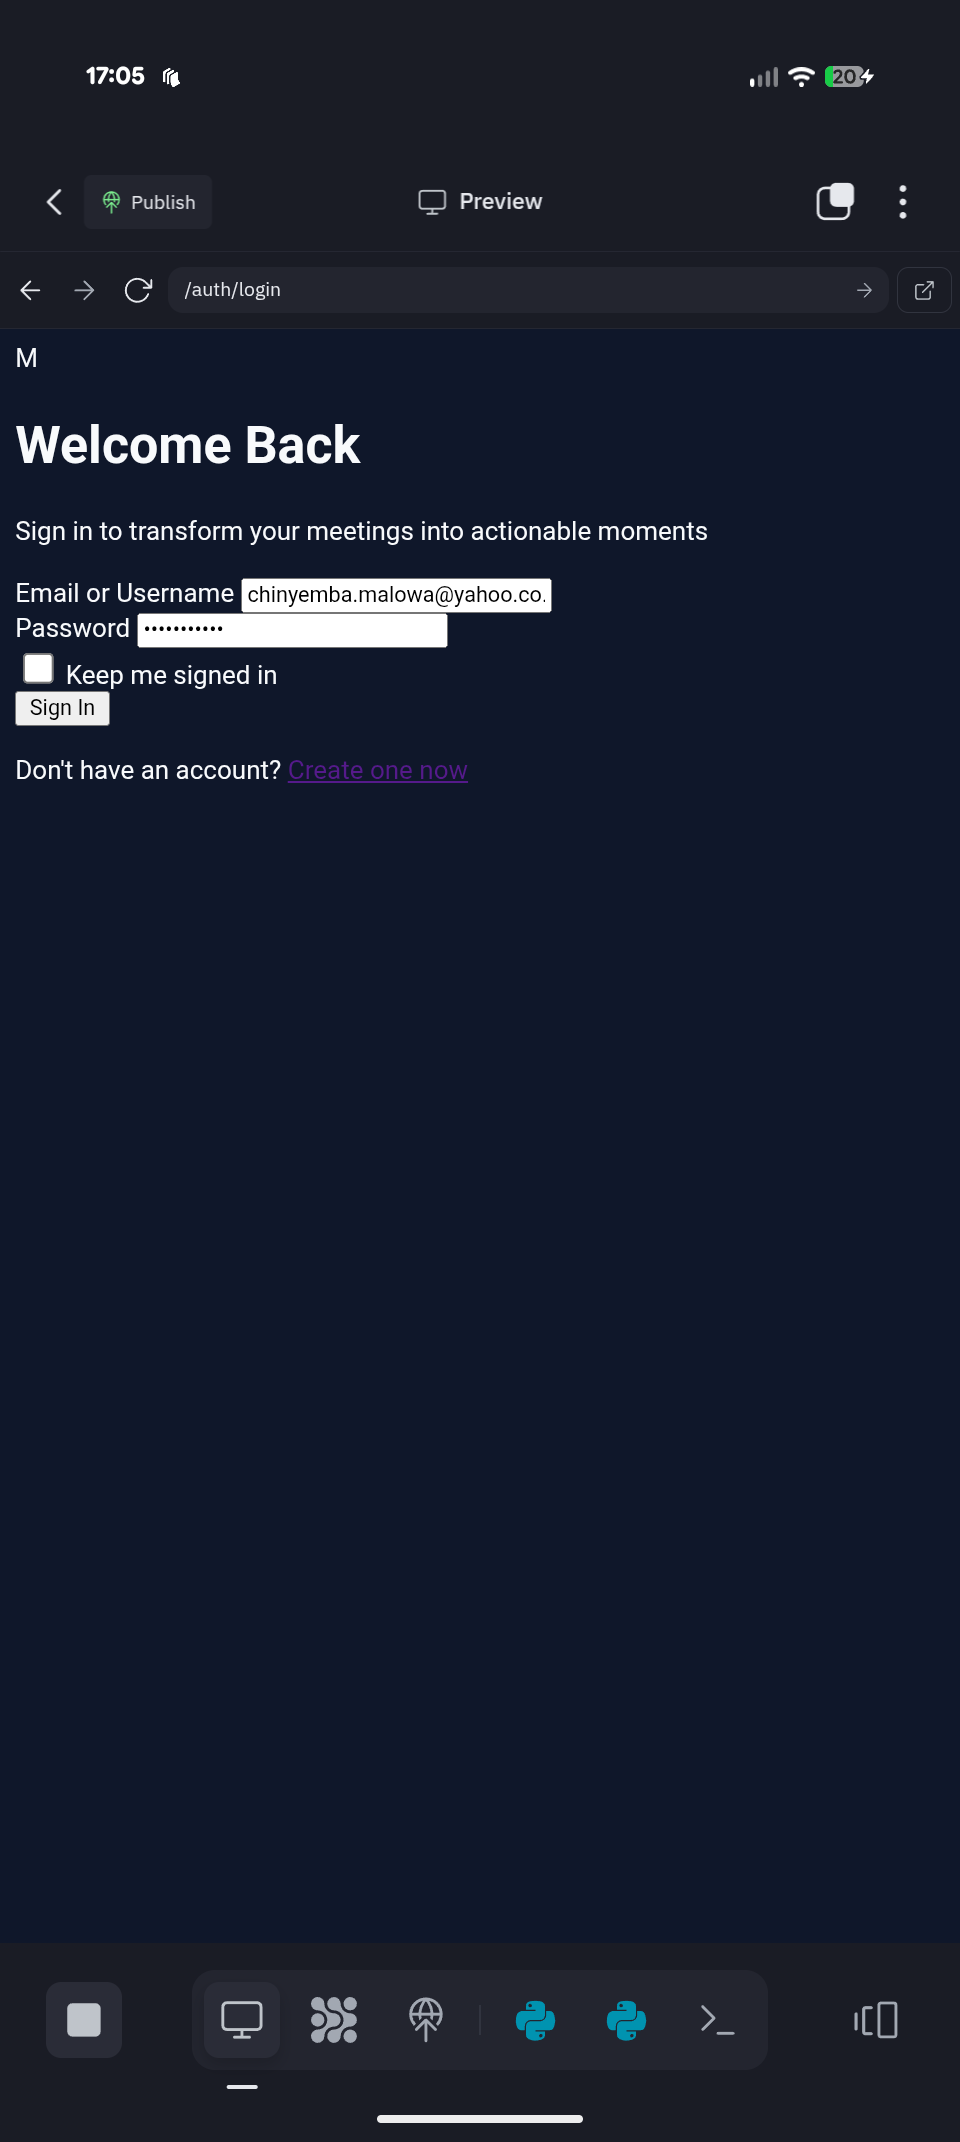 17:05
20
Publish
Preview
/auth/login
M
Welcome Back
Sign in to transform your meetings into actionable moments
Email or Username chinyemba.malowa@yahoo.co.
Password •••••••••••
Keep me signed in
Sign In
Don't have an account? Create one now